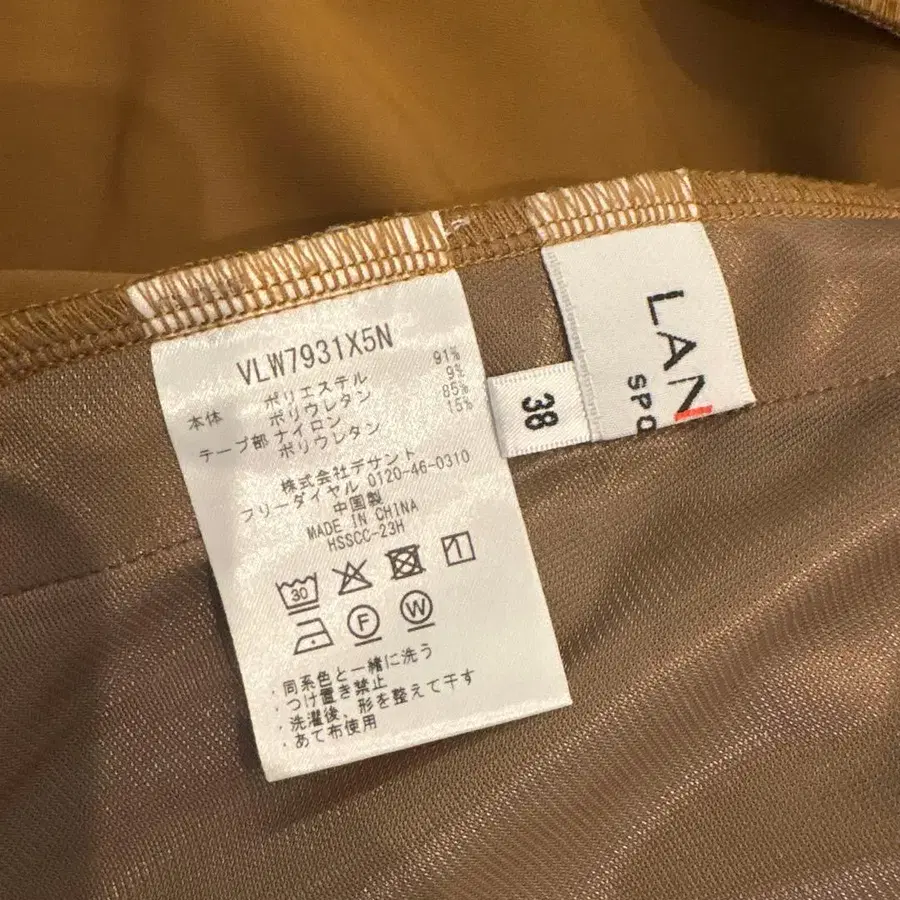 VLW7931X5N
本体 ポリエステル 91%
ポリウレタン 9%
テープ部 ナイロン 85%
ポリウレタン 15%
株式会社デサント
フリーダイヤル 0120-46-0310
中国製
MADE IN CHINA
HSSCC-23H
30
F
W
・同系色と一緒に洗う
・つけ置き禁止
・洗濯後、形を整えて干す
・あて布使用
38
LAN
SPO